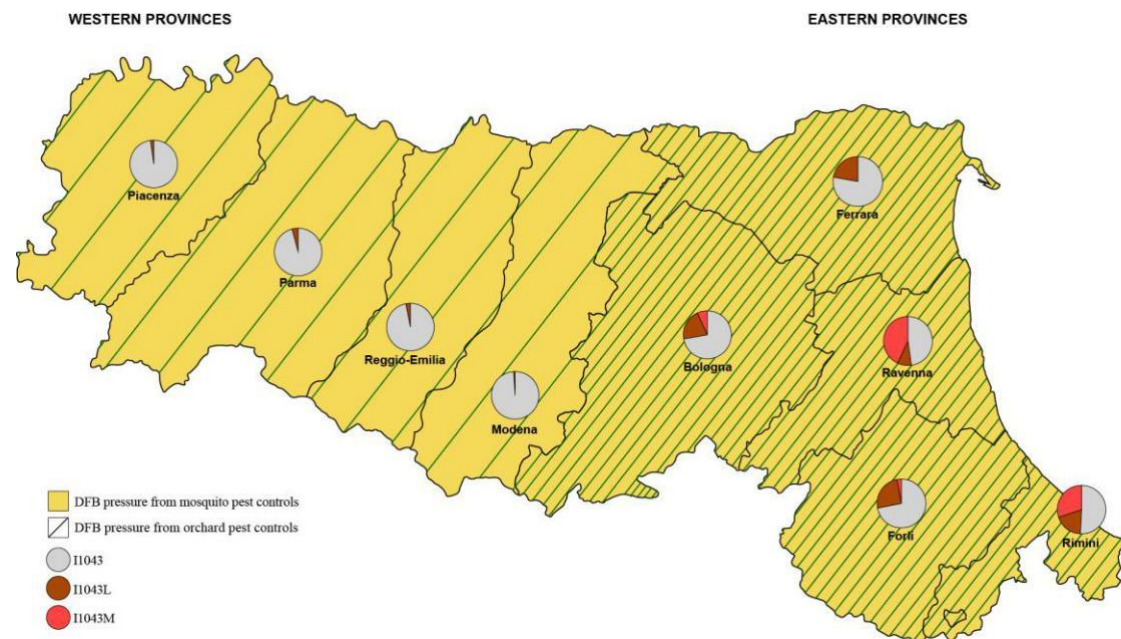 WESTERN PROVINCES
EASTERN PROVINCES
Piacenza
Ferrara
Parma
Reggio-Emilia
Bologna
Ravenna
Modena
DFB pressure from mosquito pest controls
DFB pressure from orchard pest controls
I1043
I1043L
I1043M
Forlì
Rimini